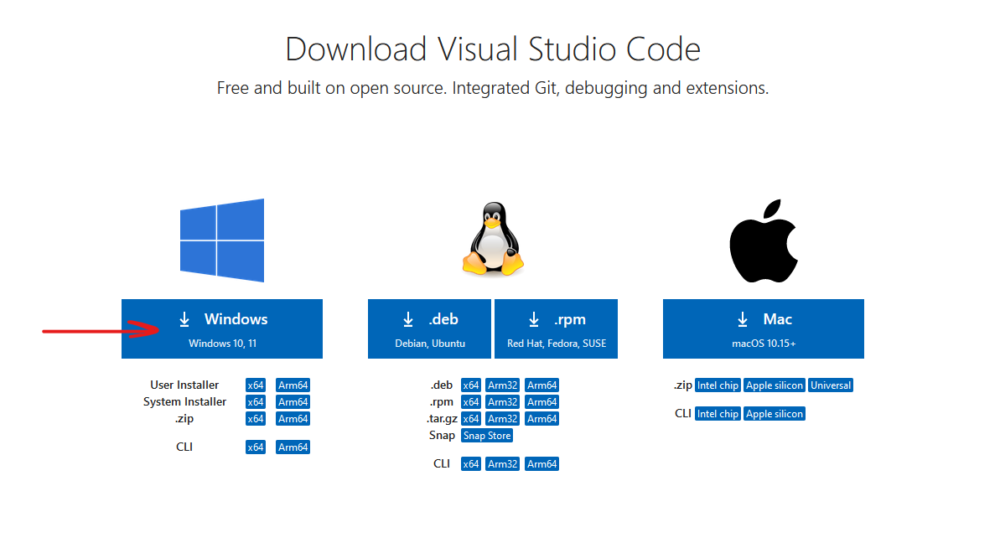 Download Visual Studio Code
Free and built on open source. Integrated Git, debugging and extensions.
Windows
Windows 10, 11
User Installer x64 Arm64
System Installer x64 Arm64
.zip x64 Arm64
CLI x64 Arm64
.deb
Debian, Ubuntu
.rpm
Red Hat, Fedora, SUSE
.deb x64 Arm32 Arm64
.rpm x64 Arm32 Arm64
.tar.gz x64 Arm32 Arm64
Snap Snap Store
CLI x64 Arm32 Arm64
Mac
macOS 10.15+
.zip Intel chip Apple silicon Universal
CLI Intel chip Apple silicon